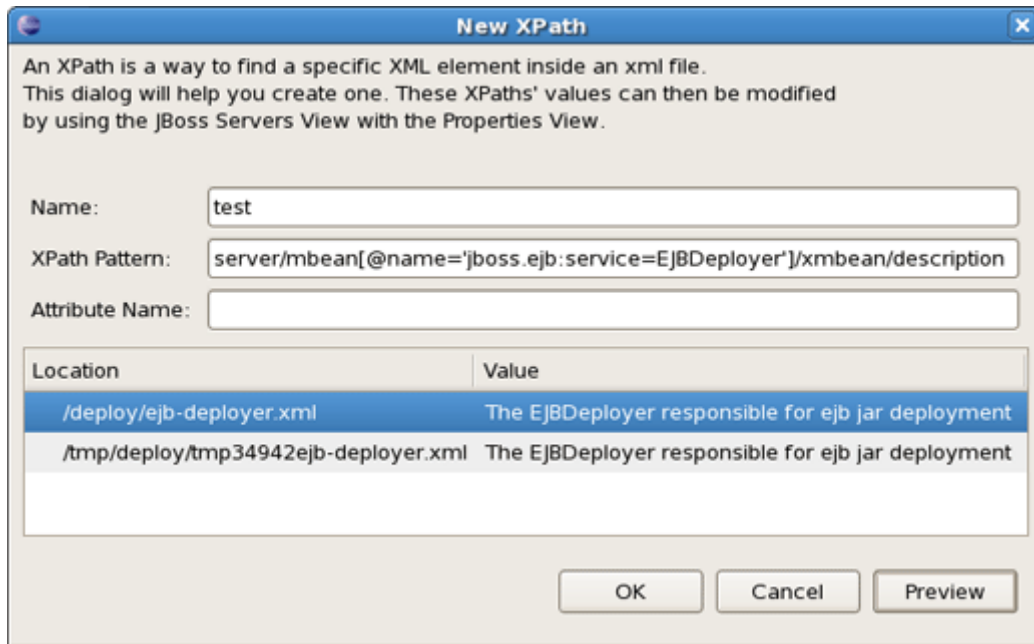 New XPath
An XPath is a way to find a specific XML element inside an xml file.
This dialog will help you create one. These XPaths' values can then be modified
by using the JBoss Servers View with the Properties View.
Name: test
XPath Pattern: server/mbean[@name='jboss.ejb:service=EJBDeployer']/xmbean/description
Attribute Name:
Location Value
/deploy/ejb-deployer.xml The EJBDeployer responsible for ejb jar deployment
/tmp/deploy/tmp34942ejb-deployer.xml The EJBDeployer responsible for ejb jar deployment
OK Cancel Preview